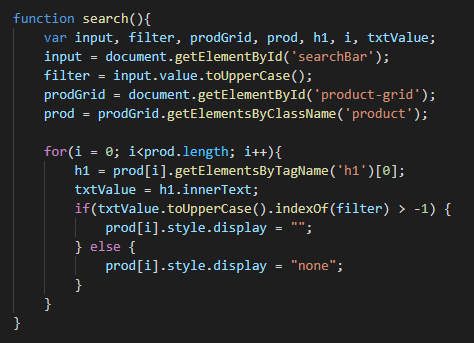 function search(){
    var input, filter, prodGrid, prod, h1, i, txtValue;
    input = document.getElementById('searchBar');
    filter = input.value.toUpperCase();
    prodGrid = document.getElementById('product-grid');
    prod = prodGrid.getElementsByClassName('product');

    for(i = 0; i<prod.length; i++){
        h1 = prod[i].getElementsByTagName('h1')[0];
        txtValue = h1.innerText;
        if(txtValue.toUpperCase().indexOf(filter) > -1) {
            prod[i].style.display = "";
        } else {
            prod[i].style.display = "none";
        }
    }
}